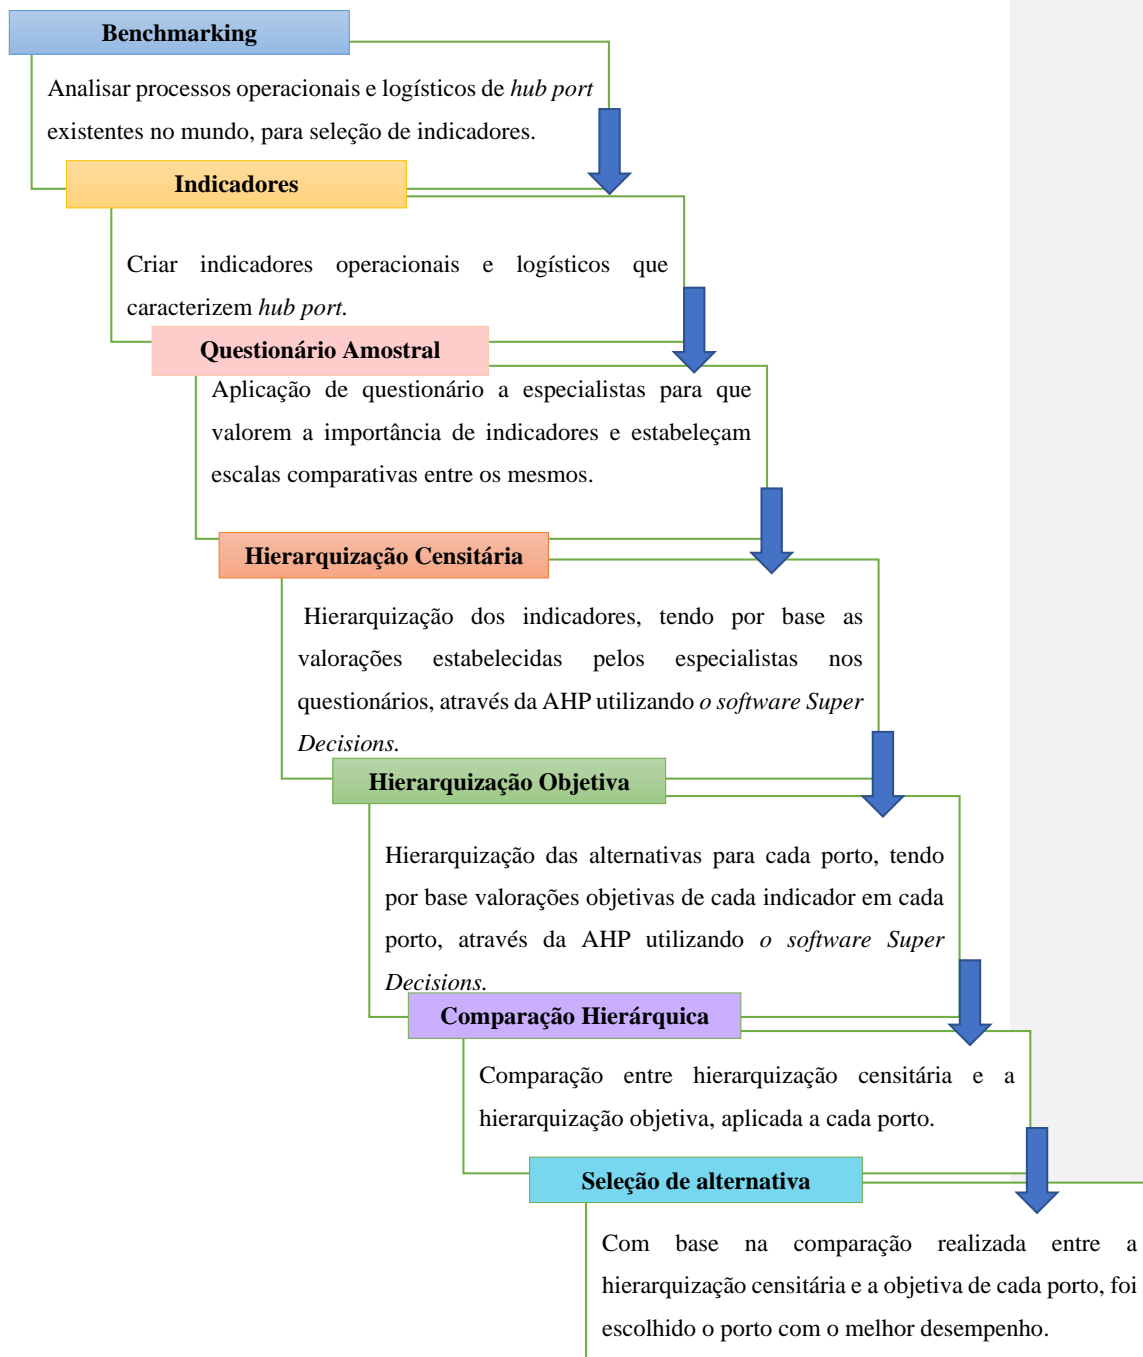 Benchmarking
Analisar processos operacionais e logísticos de hub port
existentes no mundo, para seleção de indicadores.
Indicadores
Criar indicadores operacionais e logísticos que
caracterizem hub port.
Questionário Amostral
Aplicação de questionário a especialistas para que
valorem a importância de indicadores e estabeleçam
escalas comparativas entre os mesmos.
Hierarquização Censitária
Hierarquização dos indicadores, tendo por base as
valorações estabelecidas pelos especialistas nos
questionários, através da AHP utilizando o software Super
Decisions.
Hierarquização Objetiva
Hierarquização das alternativas para cada porto, tendo
por base valorações objetivas de cada indicador em cada
porto, através da AHP utilizando o software Super
Decisions.
Comparação Hierárquica
Comparação entre hierarquização censitária e a
hierarquização objetiva, aplicada a cada porto.
Seleção de alternativa
Com base na comparação realizada entre a
hierarquização censitária e a objetiva de cada porto, foi
escolhido o porto com o melhor desempenho.